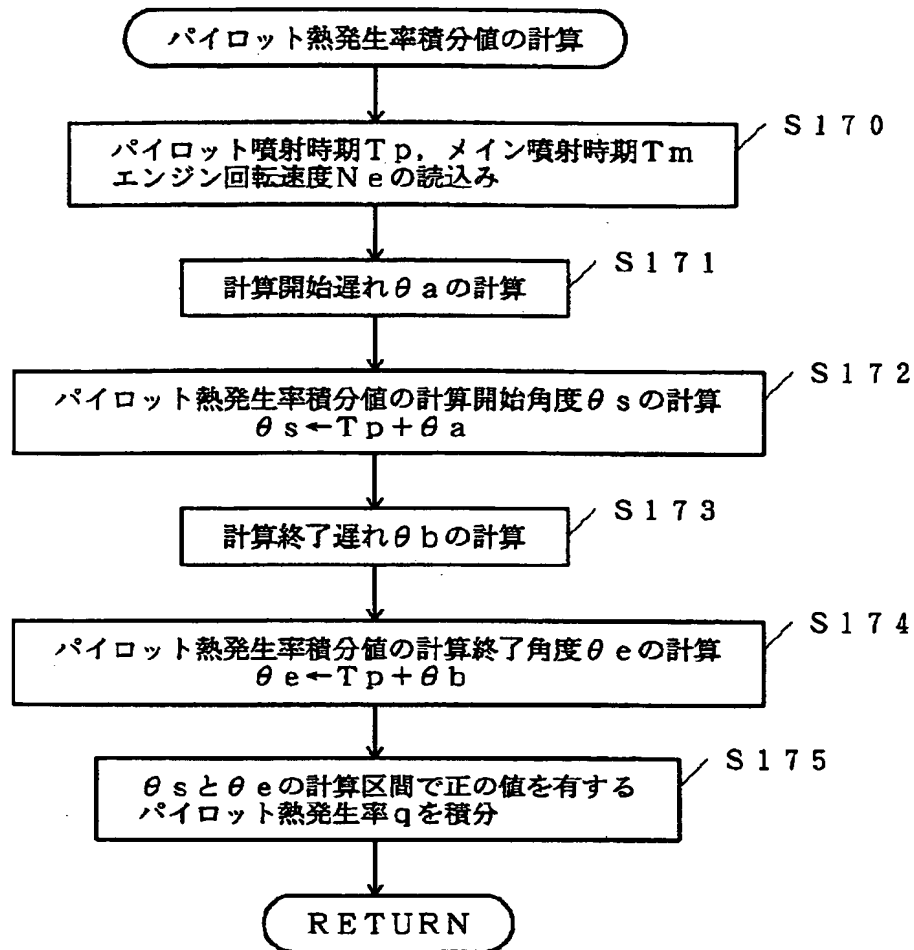 パイロット熱発生率積分値の計算
S170
パイロット噴射時期Tp，メイン噴射時期Tm
エンジン回転速度Neの読込み
S171
計算開始遅れθaの計算
S172
パイロット熱発生率積分値の計算開始角度θsの計算
θs←Tp+θa
S173
計算終了遅れθbの計算
S174
パイロット熱発生率積分値の計算終了角度θeの計算
θe←Tp+θb
S175
θsとθeの計算区間で正の値を有する
パイロット熱発生率qを積分
RETURN